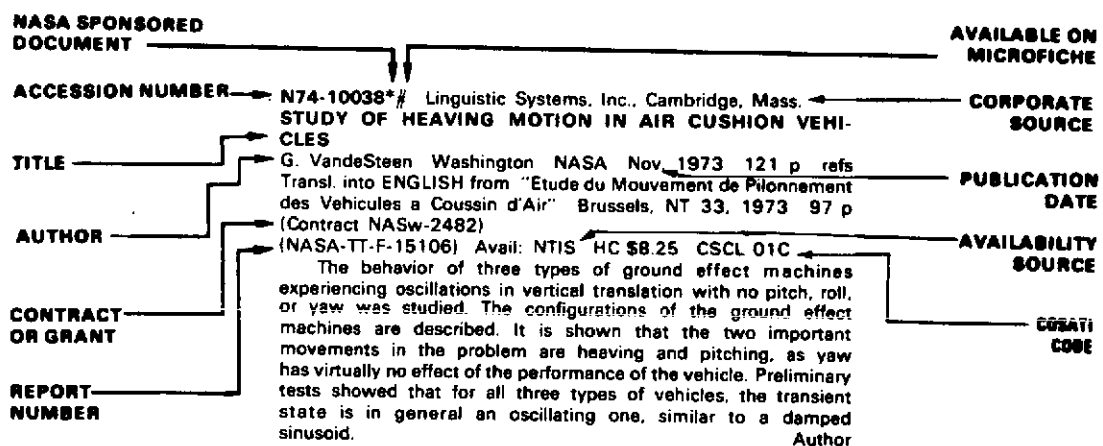 NASA SPONSORED
DOCUMENT
AVAILABLE ON
MICROFICHE
ACCESSION NUMBER
N74-10038*# Linguistic Systems, Inc., Cambridge, Mass.
CORPORATE
SOURCE
STUDY OF HEAVING MOTION IN AIR CUSHION VEHI-
CLES
TITLE
G. VandeSteen Washington NASA Nov 1973 121 p refs
Transl. into ENGLISH from "Etude du Mouvement de Pilonnement
des Vehicules a Coussin d'Air" Brussels, NT 33, 1973 97 p
PUBLICATION
DATE
AUTHOR
(Contract NASw-2482)
(NASA-TT-F-15106) Avail: NTIS HC $8.25 CSCL 01C
AVAILABILITY
SOURCE
The behavior of three types of ground effect machines
experiencing oscillations in vertical translation with no pitch, roll,
or yaw was studied. The configurations of the ground effect
machines are described. It is shown that the two important
movements in the problem are heaving and pitching, as yaw
has virtually no effect of the performance of the vehicle. Preliminary
tests showed that for all three types of vehicles, the transient
state is in general an oscillating one, similar to a damped
sinusoid. Author
CONTRACT
OR GRANT
COSATI
CODE
REPORT
NUMBER